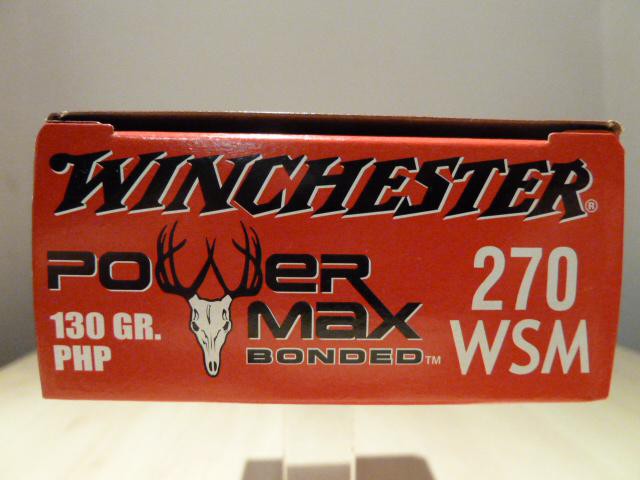 WINCHESTER®
POWER
MAX
BONDED™
130 GR.
PHP
270
WSM